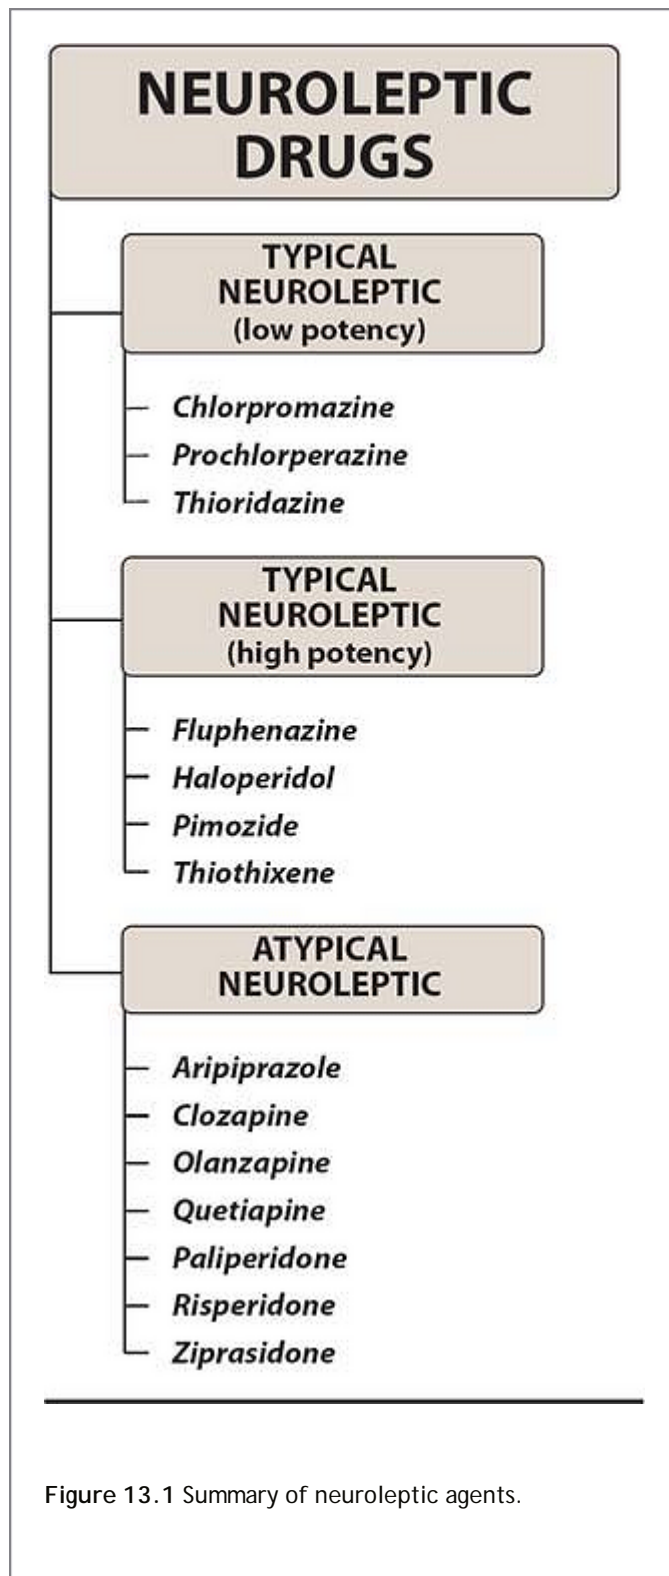 NEUROLEPTIC
DRUGS
TYPICAL
NEUROLEPTIC
(low potency)
Chlorpromazine
Prochlorperazine
Thioridazine
TYPICAL
NEUROLEPTIC
(high potency)
Fluphenazine
Haloperidol
Pimozide
Thiothixene
ATYPICAL
NEUROLEPTIC
Aripiprazole
Clozapine
Olanzapine
Quetiapine
Paliperidone
Risperidone
Ziprasidone
Figure 13.1 Summary of neuroleptic agents.